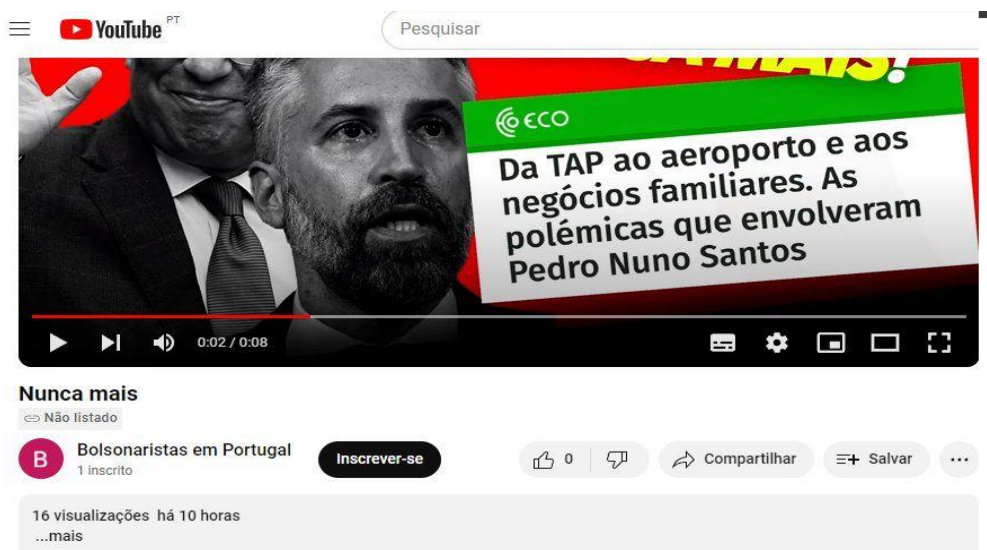 YouTube PT
Pesquisar
MAIS!
ECO
Da TAP ao aeroporto e aos
negócios familiares. As
polémicas que envolveram
Pedro Nuno Santos
0:02 / 0:08
Nunca mais
Não listado
B
Bolsonaristas em Portugal
1 inscrito
Inscrever-se
0
Compartilhar
Salvar
16 visualizações há 10 horas
...mais